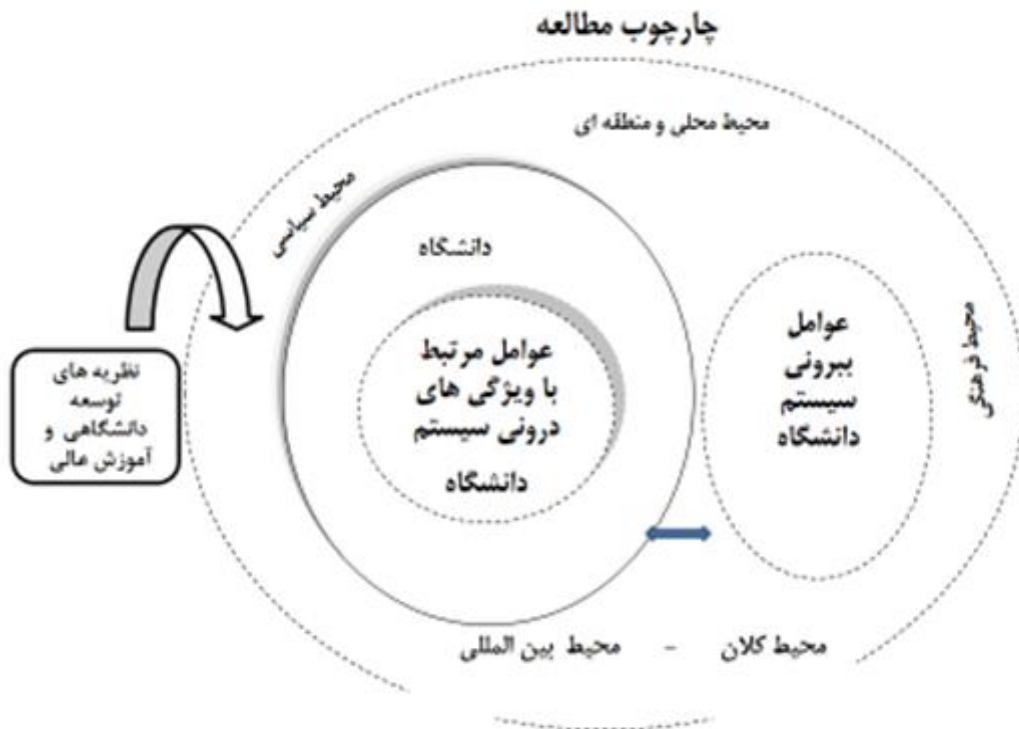 چارچوب مطالعه
محیط محلی و منطقه ای
محیط سیاسی
دانشگاه
عوامل مرتبط
با ویژگی های
درونی سیستم
دانشگاه
عوامل
بیرونی
سیستم
دانشگاه
محیط فرهنگی
نظریه های
توسعه
دانشگاهی و
آموزش عالی
محیط کلان - محیط بین المللی